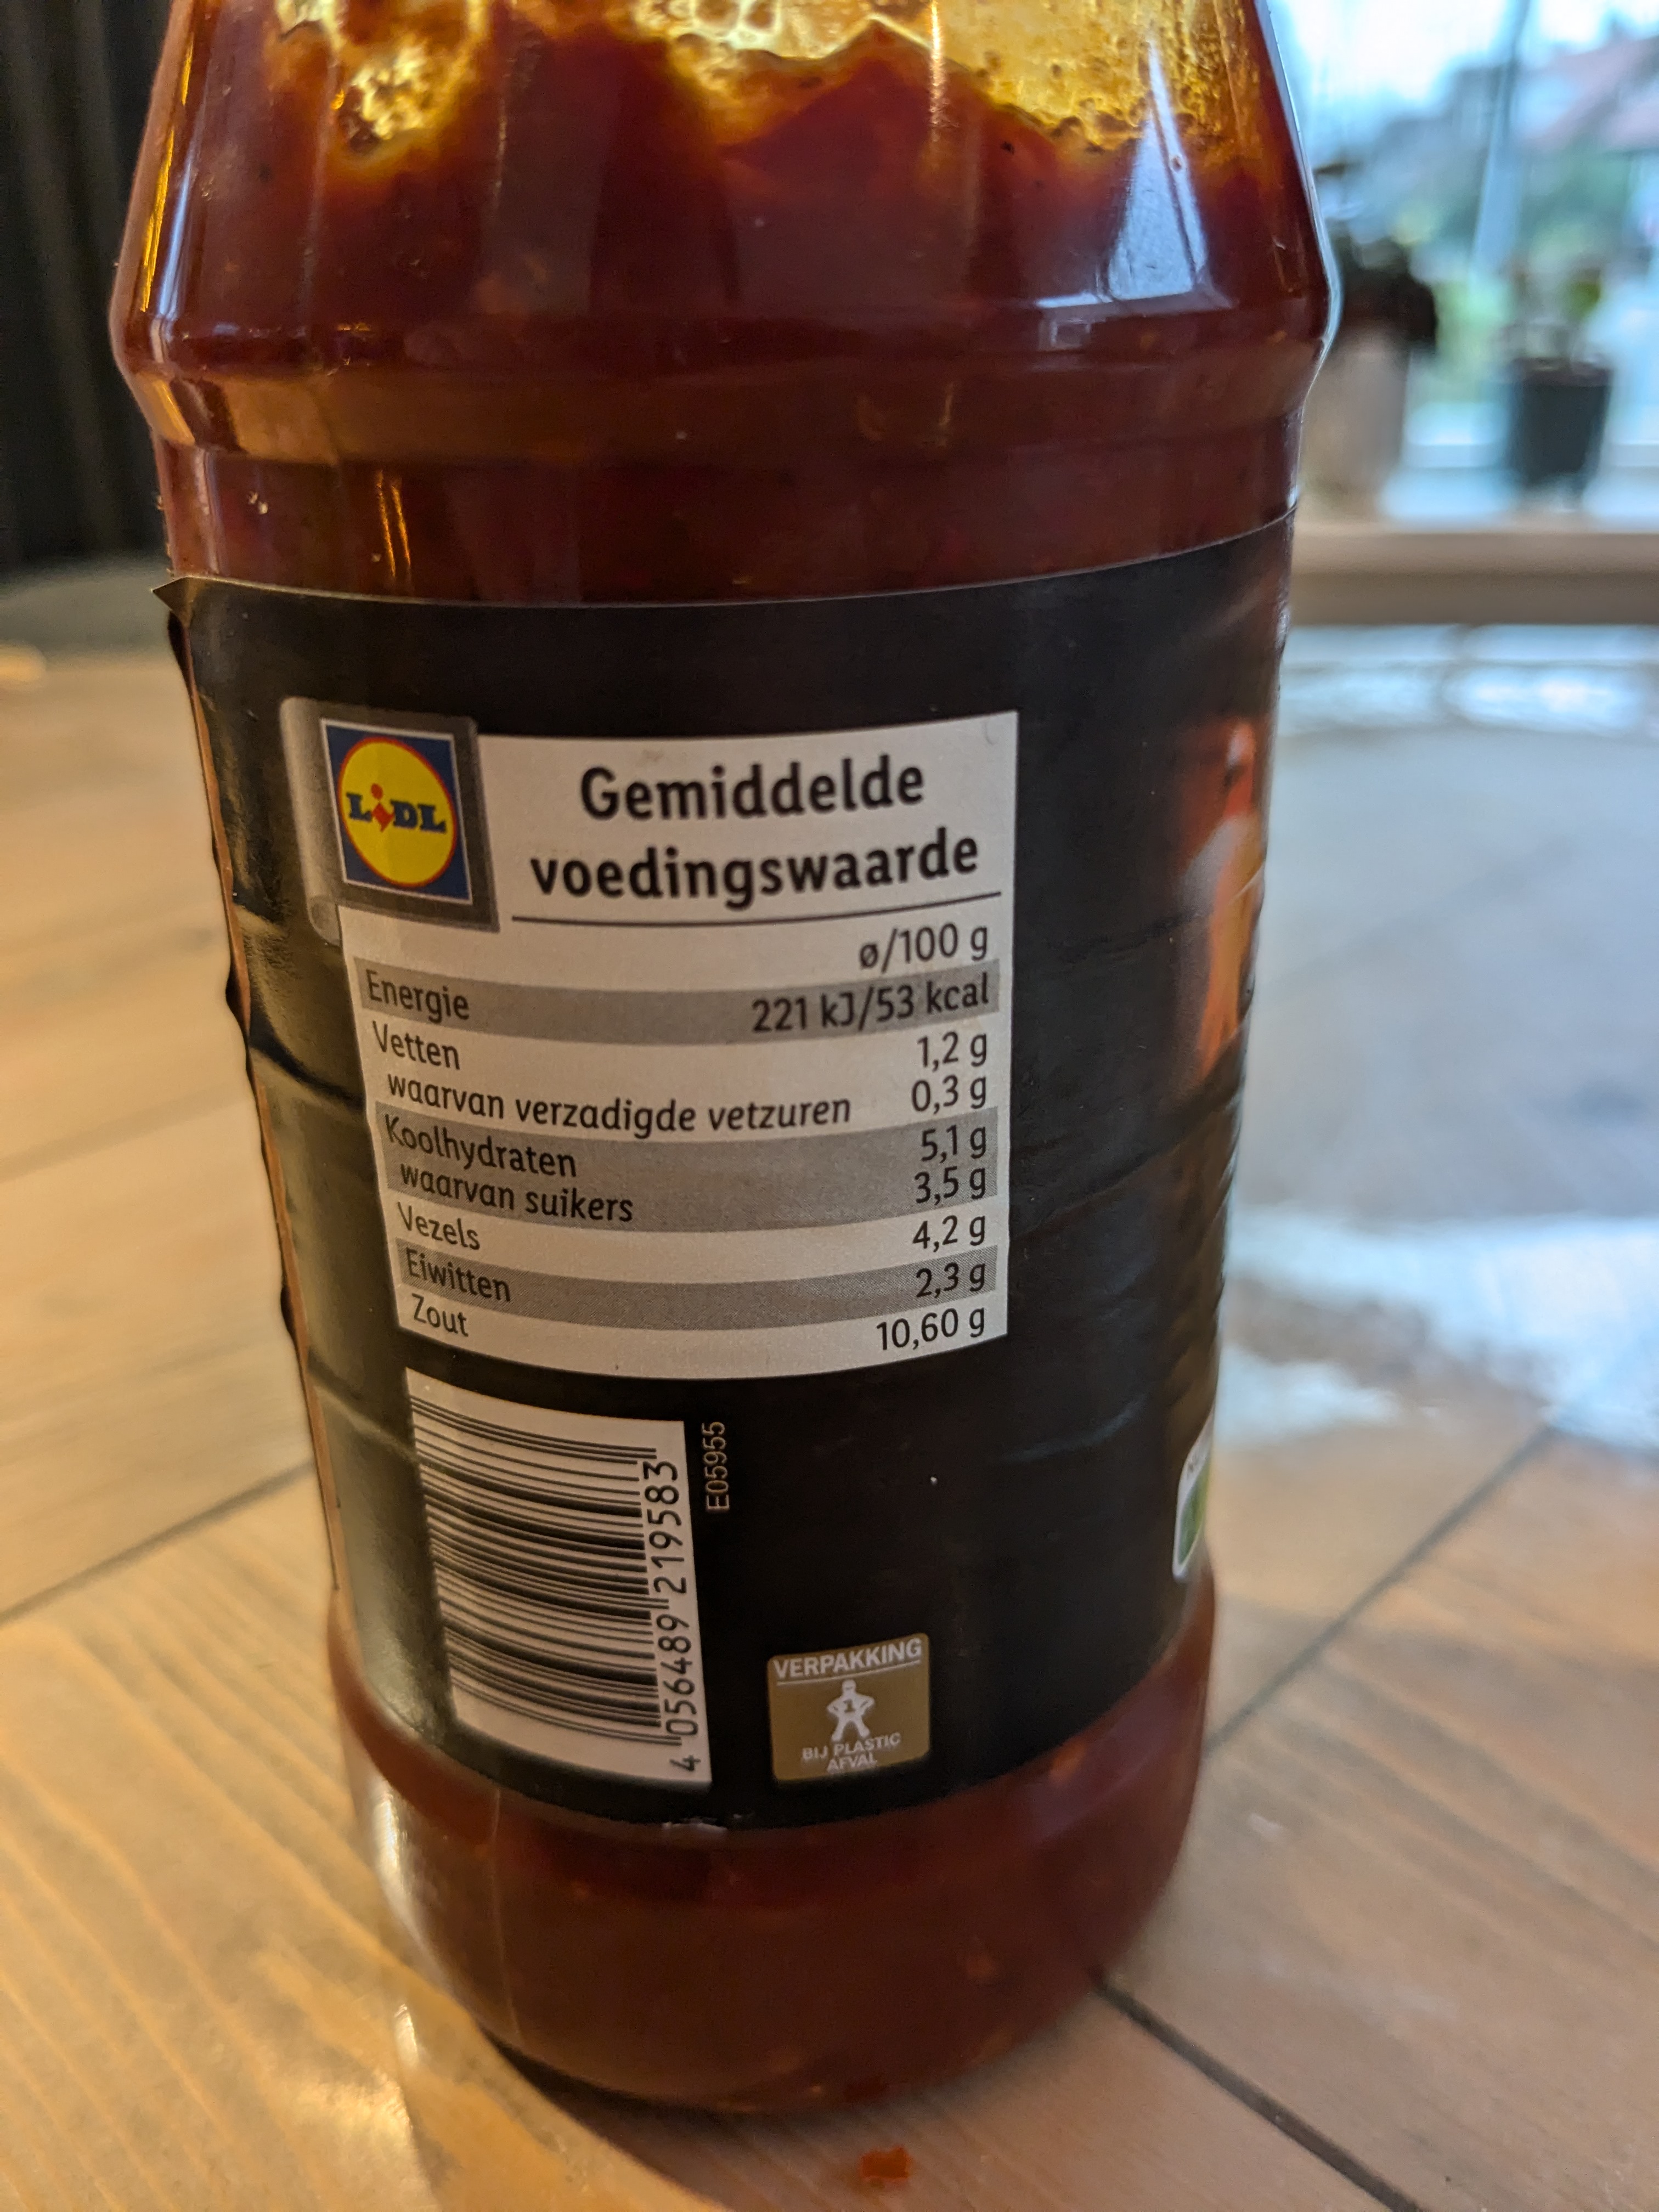 LIDL
Gemiddelde
voedingswaarde
ø/100 g
Energie 221 kJ/53 kcal
Vetten 1,2 g
waarvan verzadigde vetzuren 0,3 g
Koolhydraten 5,1 g
waarvan suikers 3,5 g
Vezels 4,2 g
Eiwitten 2,3 g
Zout 10,60 g
4 056489 219583
E05955
VERPAKKING
1
BIJ PLASTIC
AFVAL